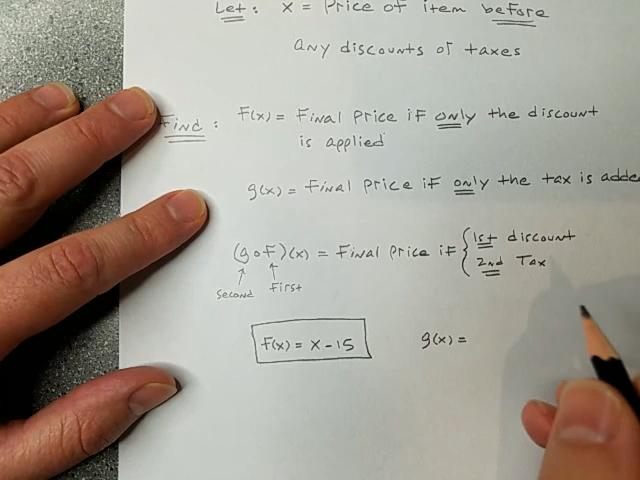 Let: x = Price of item before
any discounts or taxes
Find: F(x) = Final Price if only the discount
is applied
g(x) = Final Price if only the tax is added
(g∘f)(x) = Final Price if { 1st discount
2nd Tax
second First
f(x) = x - 15 g(x) =